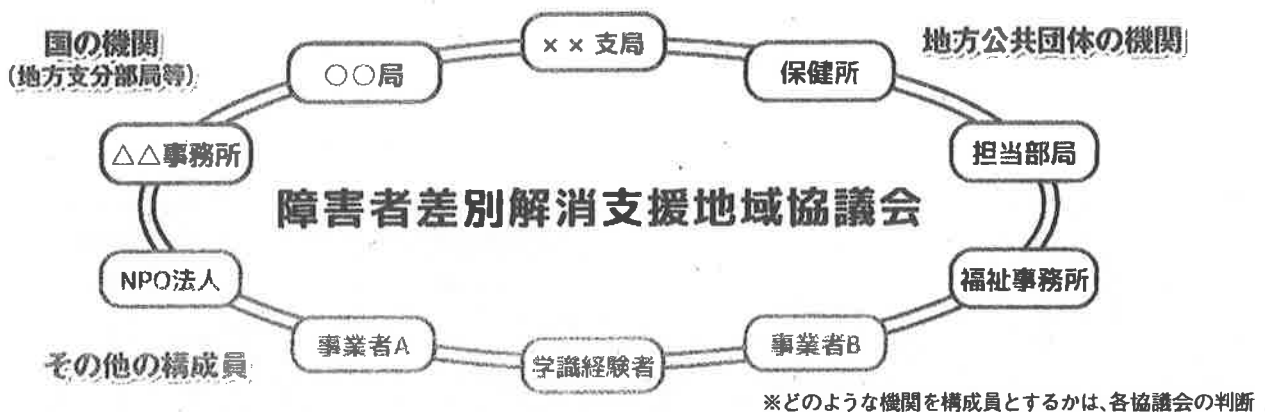 国の機関
(地方支分部局等)
地方公共団体の機関
××支局
○○局
保健所
△△事務所
担当部局
障害者差別解消支援地域協議会
NPO法人
福祉事務所
事業者A
事業者B
学識経験者
その他の構成員
※どのような機関を構成員とするかは、各協議会の判断